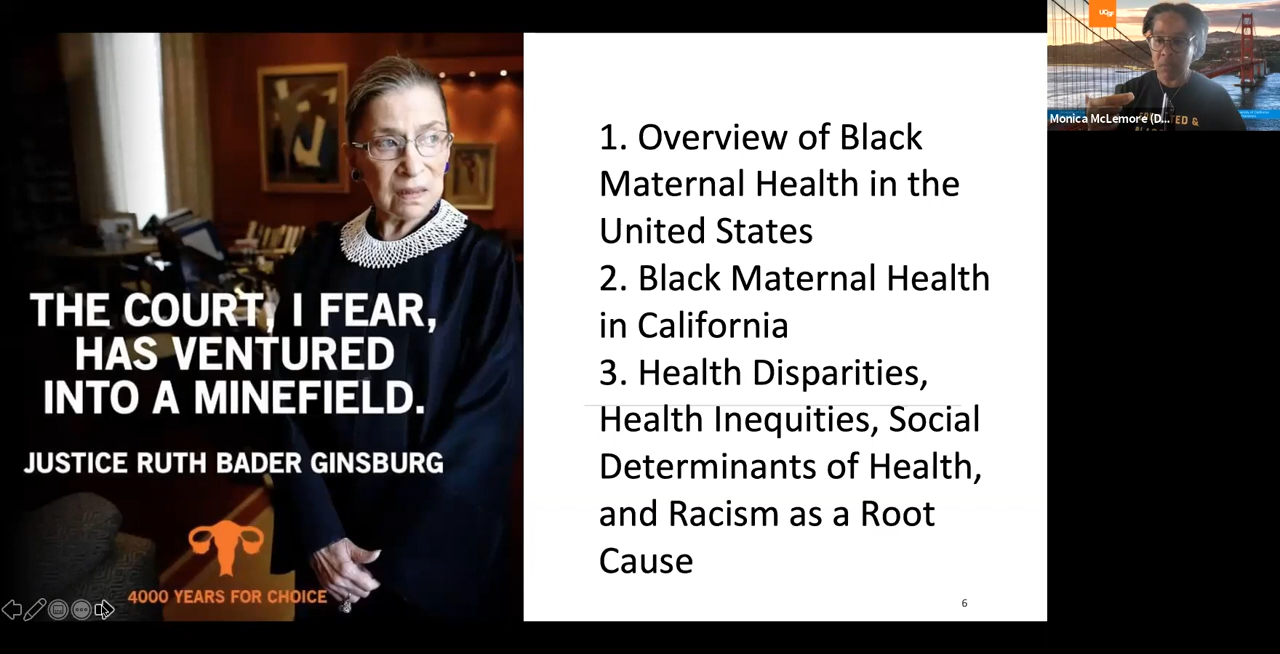 THE COURT, I FEAR,
HAS VENTURED
INTO A MINEFIELD.
JUSTICE RUTH BADER GINSBURG
4000 YEARS FOR CHOICE
1. Overview of Black
Maternal Health in the
United States
2. Black Maternal Health
in California
3. Health Disparities,
Health Inequities, Social
Determinants of Health,
and Racism as a Root
Cause
6
UCSF
Monica McLemore (D...
TED &